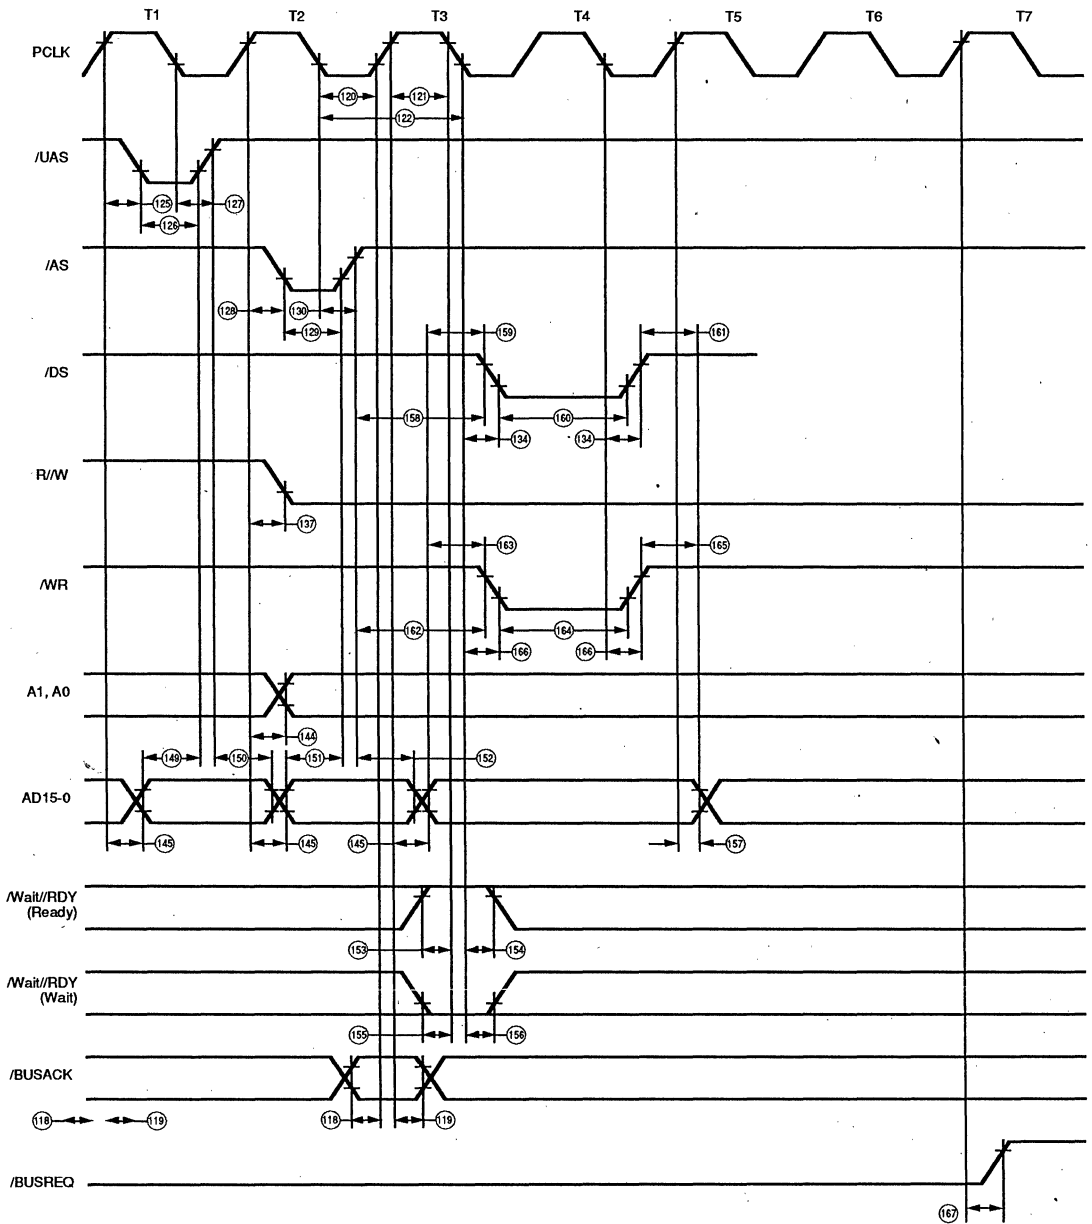 T1 T2 T3 T4 T5 T6 T7
PCLK
120 121
122
/UAS
125 127
126
/AS
128 130
129
159 161
/DS
158 160
134 134
R//W
137
163 165
/WR
162 164
166 166
A1, A0
144
149 150 151 152
AD15-0
145 145 145 157
/Wait//RDY
(Ready)
153 154
/Wait//RDY
(Wait)
155 156
/BUSACK
118 119 118 119
/BUSREQ
167